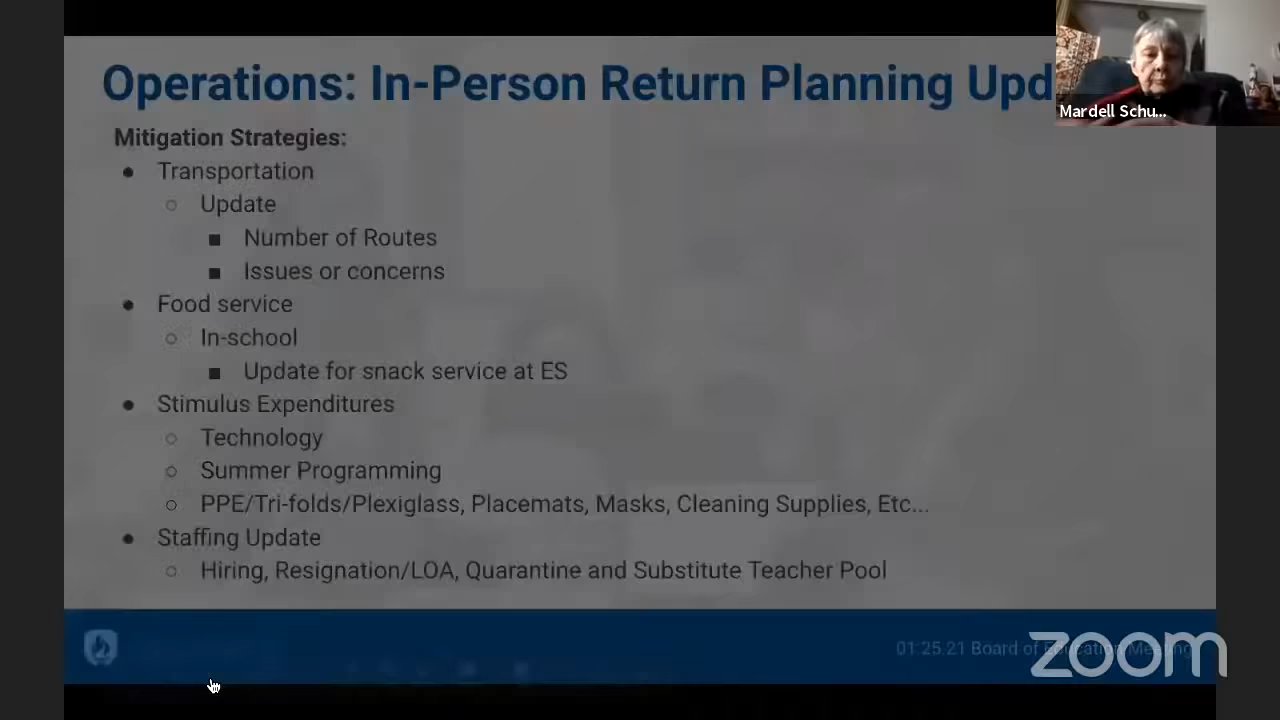 Operations: In-Person Return Planning Upd
Mardell Schu...
Mitigation Strategies:
● Transportation
○ Update
■ Number of Routes
■ Issues or concerns
● Food service
○ In-school
■ Update for snack service at ES
● Stimulus Expenditures
○ Technology
○ Summer Programming
○ PPE/Tri-folds/Plexiglass, Placemats, Masks, Cleaning Supplies, Etc...
● Staffing Update
○ Hiring, Resignation/LOA, Quarantine and Substitute Teacher Pool
01:25.21 Board of Education Meeting
zoom